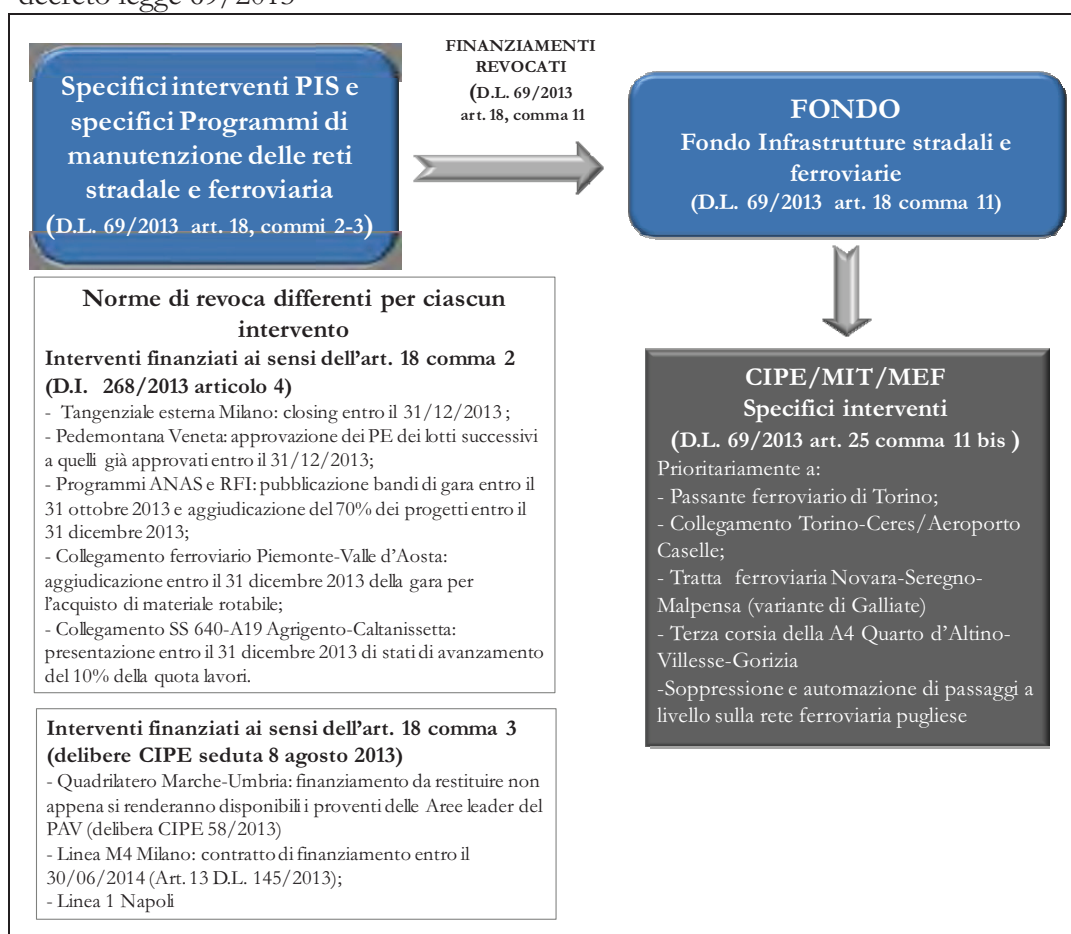 decreto legge 69/2013
Specifici interventi PIS e
specifici Programmi di
manutenzione delle reti
stradale e ferroviaria
(D.L. 69/2013 art. 18, commi 2-3)
FINANZIAMENTI
REVOCATI
(D.L. 69/2013
art. 18, comma 11
FONDO
Fondo Infrastrutture stradali e
ferroviarie
(D.L. 69/2013 art. 18 comma 11)
Norme di revoca differenti per ciascun
intervento
Interventi finanziati ai sensi dell'art. 18 comma 2
(D.I. 268/2013 articolo 4)
- Tangenziale esterna Milano: closing entro il 31/12/2013 ;
- Pedemontana Veneta: approvazione dei PE dei lotti successivi
a quelli già approvati entro il 31/12/2013;
- Programmi ANAS e RFI: pubblicazione bandi di gara entro il
31 ottobre 2013 e aggiudicazione del 70% dei progetti entro il
31 dicembre 2013;
- Collegamento ferroviario Piemonte-Valle d'Aosta:
aggiudicazione entro il 31 dicembre 2013 della gara per
l'acquisto di materiale rotabile;
- Collegamento SS 640-A19 Agrigento-Caltanissetta:
presentazione entro il 31 dicembre 2013 di stati di avanzamento
del 10% della quota lavori.
Interventi finanziati ai sensi dell'art. 18 comma 3
(delibere CIPE seduta 8 agosto 2013)
- Quadrilatero Marche-Umbria: finanziamento da restituire non
appena si renderanno disponibili i proventi delle Aree leader del
PAV (delibera CIPE 58/2013)
- Linea M4 Milano: contratto di finanziamento entro il
30/06/2014 (Art. 13 D.L. 145/2013);
- Linea 1 Napoli
CIPE/MIT/MEF
Specifici interventi
(D.L. 69/2013 art. 25 comma 11 bis )
Prioritariamente a:
- Passante ferroviario di Torino;
- Collegamento Torino-Ceres/Aeroporto
Caselle;
- Tratta ferroviaria Novara-Seregno-
Malpensa (variante di Galliate)
- Terza corsia della A4 Quarto d'Altino-
Villesse-Gorizia
-Soppressione e automazione di passaggi a
livello sulla rete ferroviaria pugliese